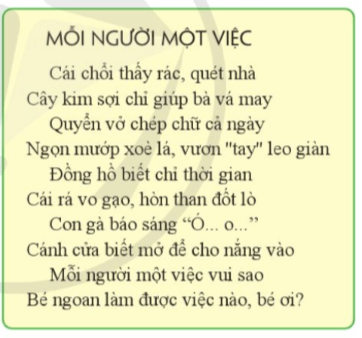 MỖI NGƯỜI MỘT VIỆC
Cái chổi thấy rác, quét nhà
Cây kim sợi chỉ giúp bà vá may
Quyển vở chép chữ cả ngày
Ngọn mướp xoè lá, vươn "tay" leo giàn
Đồng hồ biết chỉ thời gian
Cái rá vo gạo, hòn than đốt lò
Con gà báo sáng “Ó... o...”
Cánh cửa biết mở để cho nắng vào
Mỗi người một việc vui sao
Bé ngoan làm được việc nào, bé ơi?